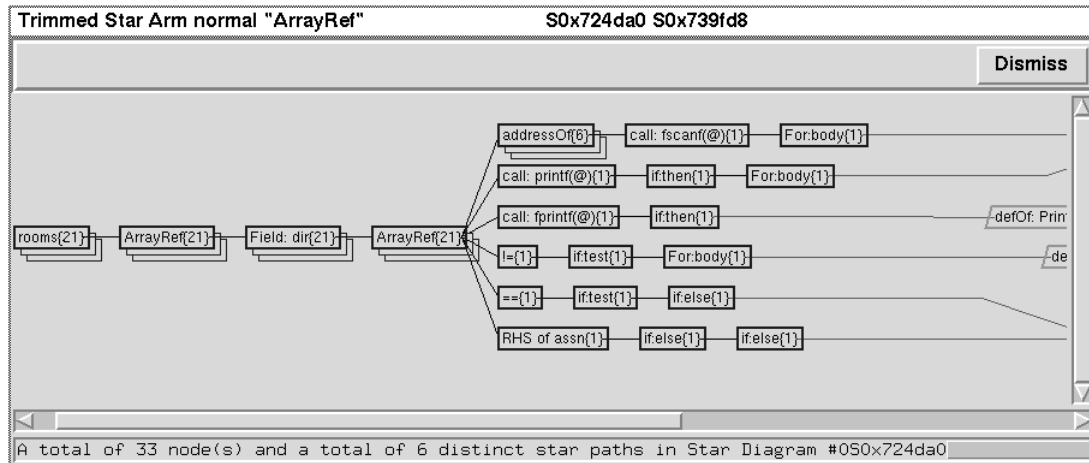 Trimmed Star Arm normal "ArrayRef" S0x724da0 S0x739fd8
Dismiss
addressOf{6} call: fscanf(@){1} For:body{1}
call: printf(@){1} if:then{1} For:body{1}
call: fprintf(@){1} if:then{1} defOf: Prin
rooms{21} ArrayRef{21} Field: dir{21} ArrayRef{21}
!={1} if:test{1} For:body{1} de
=={1} if:test{1} if:else{1}
RHS of assn{1} if:else{1} if:else{1}
A total of 33 node(s) and a total of 6 distinct star paths in Star Diagram #0S0x724da0